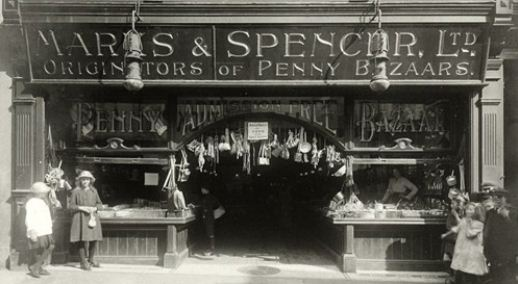 MARKS & SPENCER, LTD
ORIGINATORS OF PENNY BAZAARS.
PENNY ADMISSION FREE BAZAAR